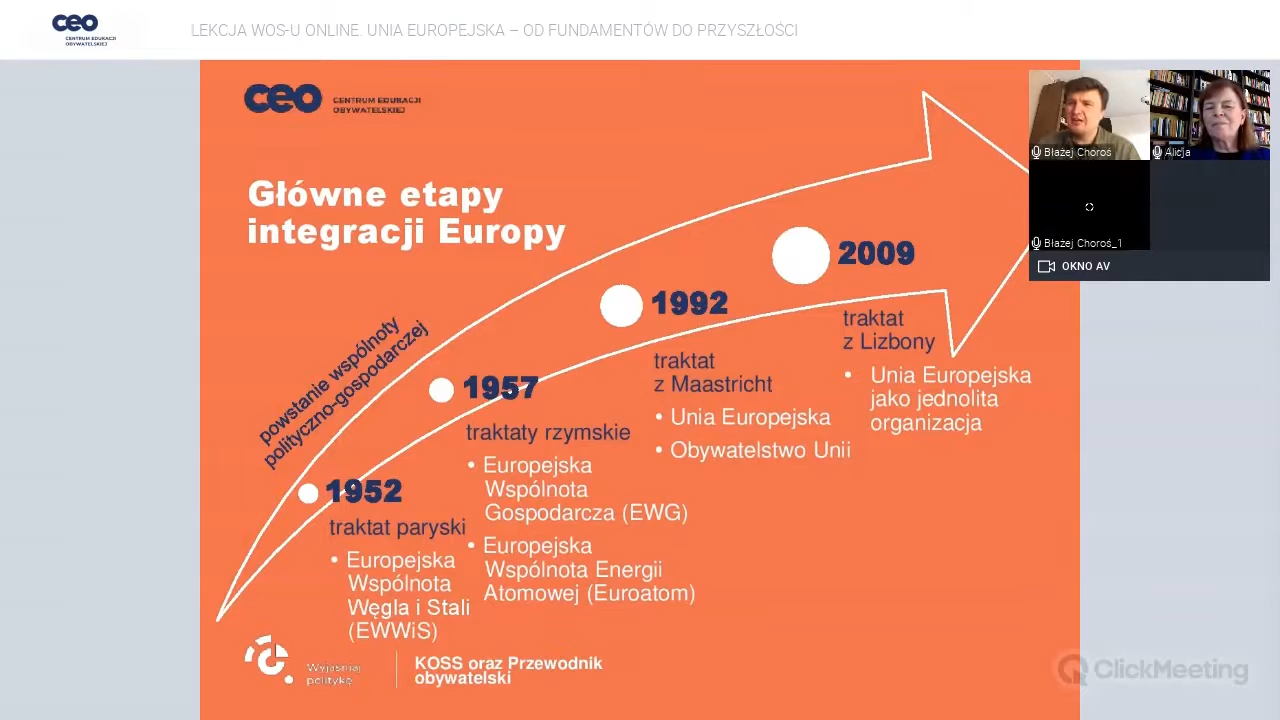 ceo
CENTRUM EDUKACJI
OBYWATELSKIEJ
LEKCJA WOS-U ONLINE. UNIA EUROPEJSKA – OD FUNDAMENTÓW DO PRZYSZŁOŚCI
ceo
CENTRUM EDUKACJI
OBYWATELSKIEJ
Główne etapy
integracji Europy
powstanie wspólnoty
polityczno-gospodarczej
1952
traktat paryski
• Europejska
Wspólnota
Węgla i Stali
(EWWiS)
1957
traktaty rzymskie
• Europejska
Wspólnota
Gospodarcza (EWG)
• Europejska
Wspólnota Energii
Atomowej (Euroatom)
1992
traktat
z Maastricht
• Unia Europejska
• Obywatelstwo Unii
2009
traktat
z Lizbony
• Unia Europejska
jako jednolita
organizacja
Błażej Choroś
Alicja
Błażej Choroś_1
OKNO AV
Wyjaśniaj
politykę
KOSS oraz Przewodnik
obywatelski
ClickMeeting